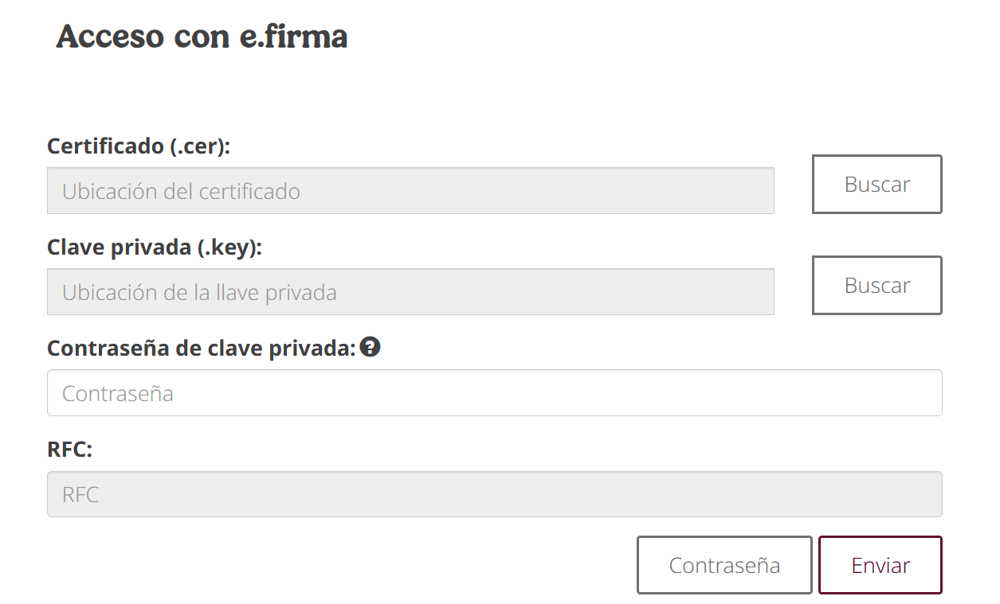 Acceso con e.firma
Certificado (.cer):
Ubicación del certificado
Buscar
Clave privada (.key):
Ubicación de la llave privada
Buscar
Contraseña de clave privada:
Contraseña
RFC:
RFC
Contraseña
Enviar